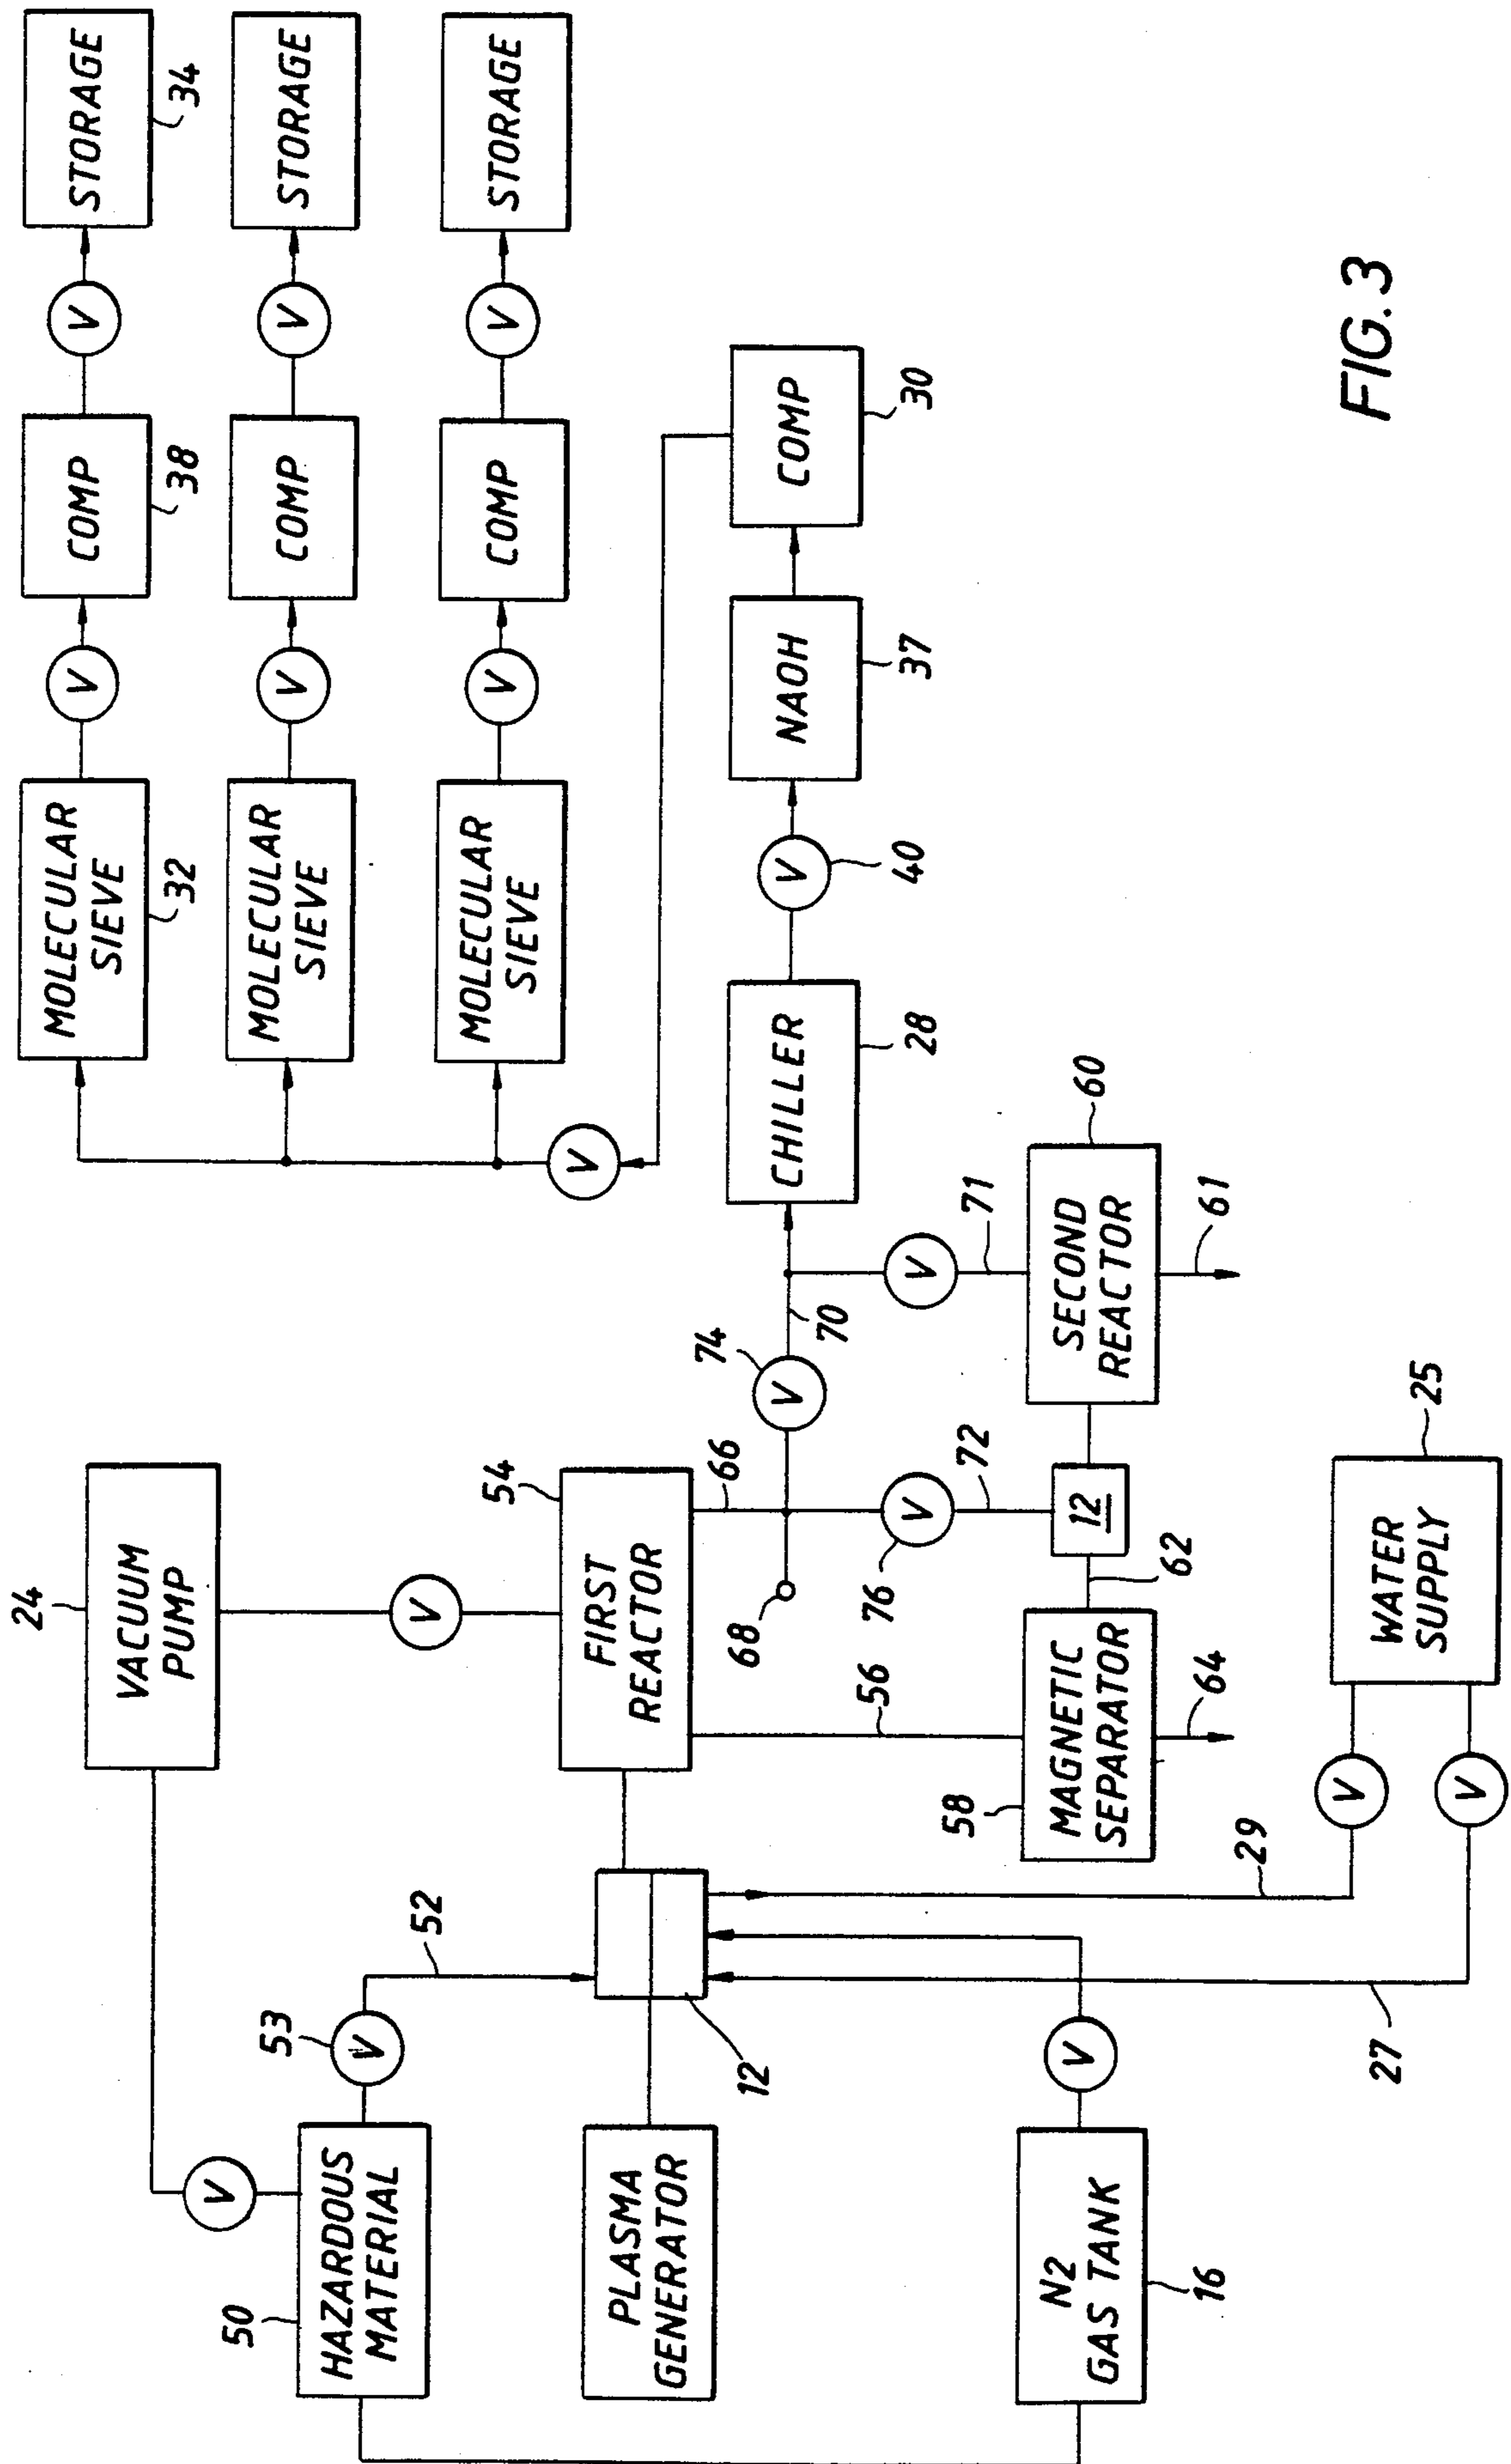 24
VACUUM
PUMP
V
V
V
50
HAZARDOUS
MATERIAL
53
52
PLASMA
GENERATOR
12
FIRST
REACTOR
54
56
66
68
N2
GAS TANK
16
V
MAGNETIC
SEPARATOR
58
64
62
12
72
V
76
V
74
70
V
71
SECOND
REACTOR
60
61
WATER
SUPPLY
25
V
V
29
27
CHILLER
28
V
40
NAOH
37
COMP
30
V
MOLECULAR
SIEVE
32
V
COMP
38
V
STORAGE
34
MOLECULAR
SIEVE
V
COMP
V
STORAGE
MOLECULAR
SIEVE
V
COMP
V
STORAGE
FIG. 3